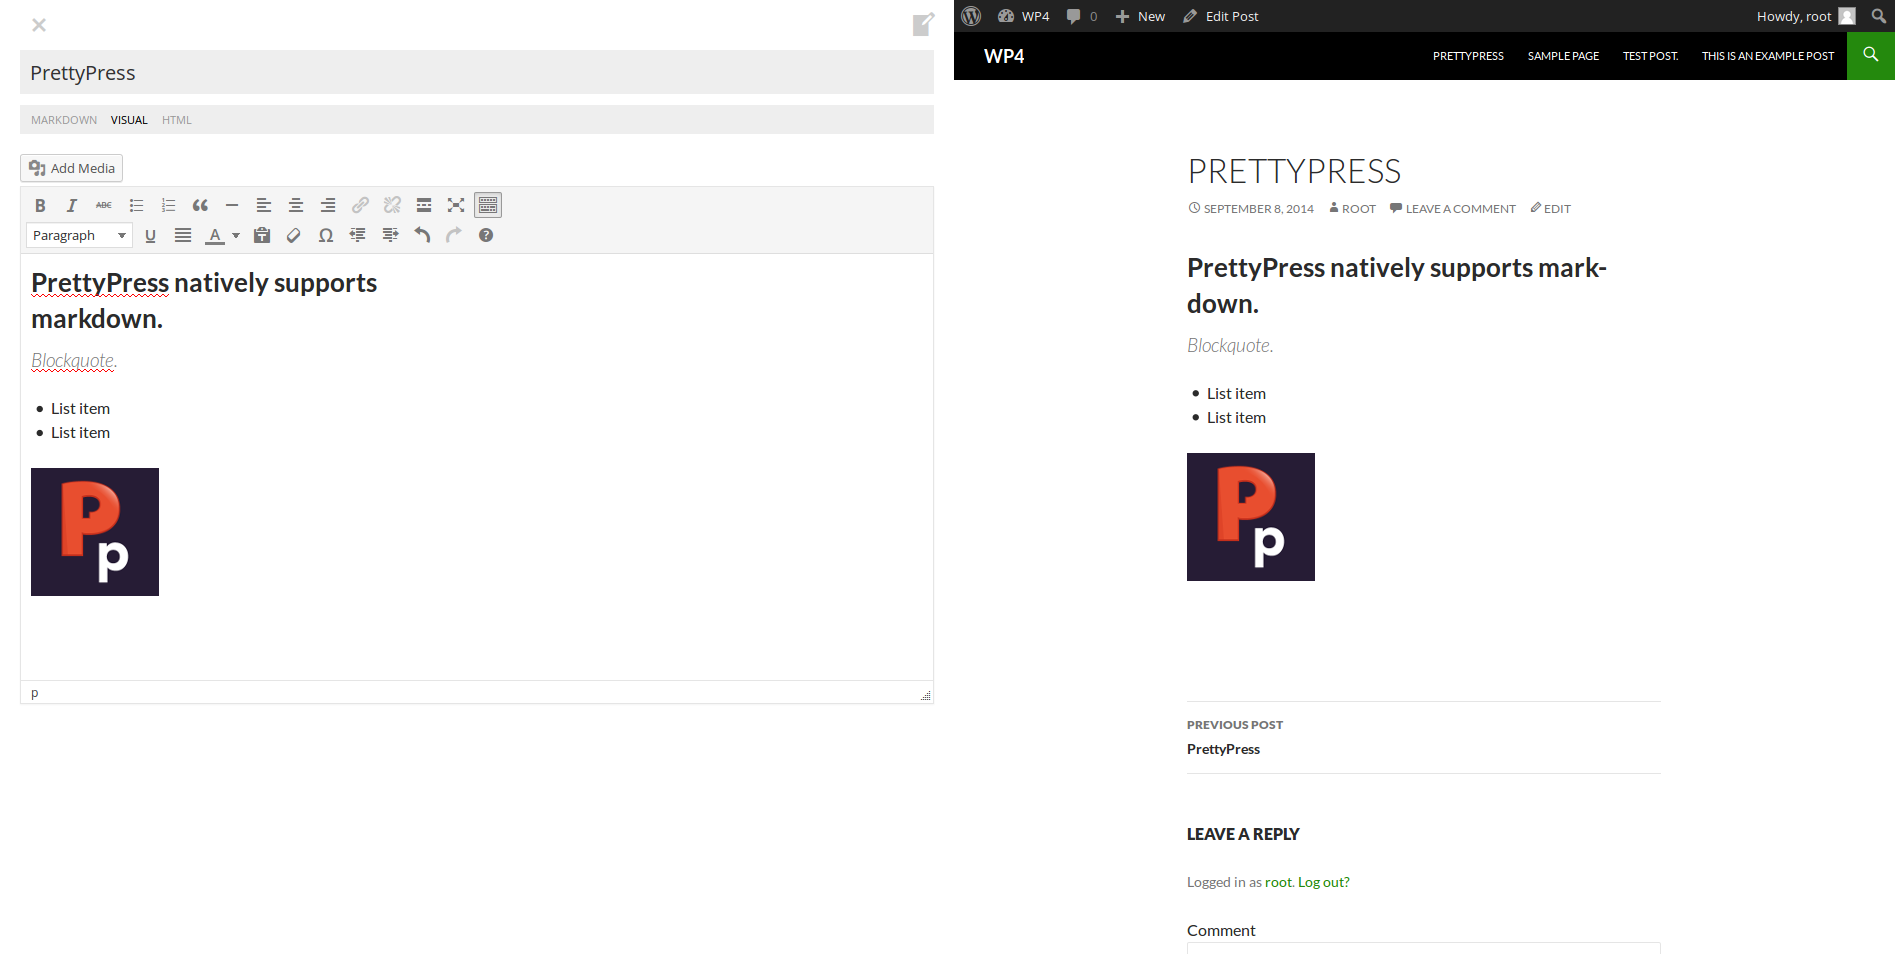 PrettyPress
MARKDOWN VISUAL HTML
Add Media
B I ABC
Paragraph U A Ω
PrettyPress natively supports
markdown.
Blockquote.
List item
List item
Pp
p
WP4 0 New Edit Post Howdy, root
WP4 PRETTYPRESS SAMPLE PAGE TEST POST. THIS IS AN EXAMPLE POST
PRETTYPRESS
SEPTEMBER 8, 2014 ROOT LEAVE A COMMENT EDIT
PrettyPress natively supports mark-
down.
Blockquote.
List item
List item
Pp
PREVIOUS POST
PrettyPress
LEAVE A REPLY
Logged in as root. Log out?
Comment